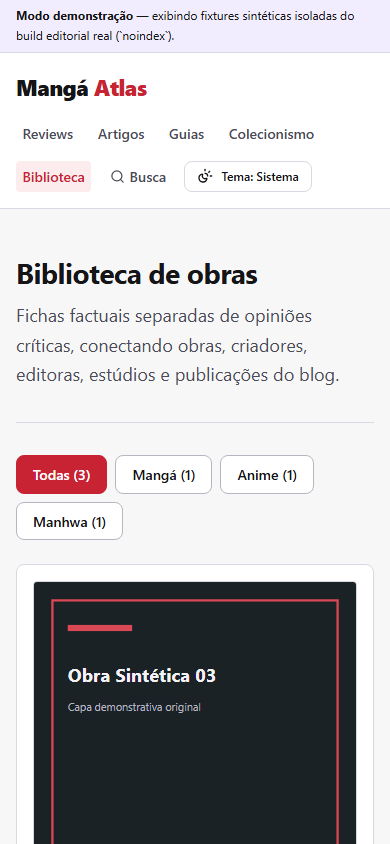 Modo demonstração — exibindo fixtures sintéticas isoladas do
build editorial real (`noindex`).
Mangá Atlas
Reviews Artigos Guias Colecionismo
Biblioteca Busca Tema: Sistema
Biblioteca de obras
Fichas factuais separadas de opiniões
críticas, conectando obras, criadores,
editoras, estúdios e publicações do blog.
Todas (3) Mangá (1) Anime (1)
Manhwa (1)
Obra Sintética 03
Capa demonstrativa original